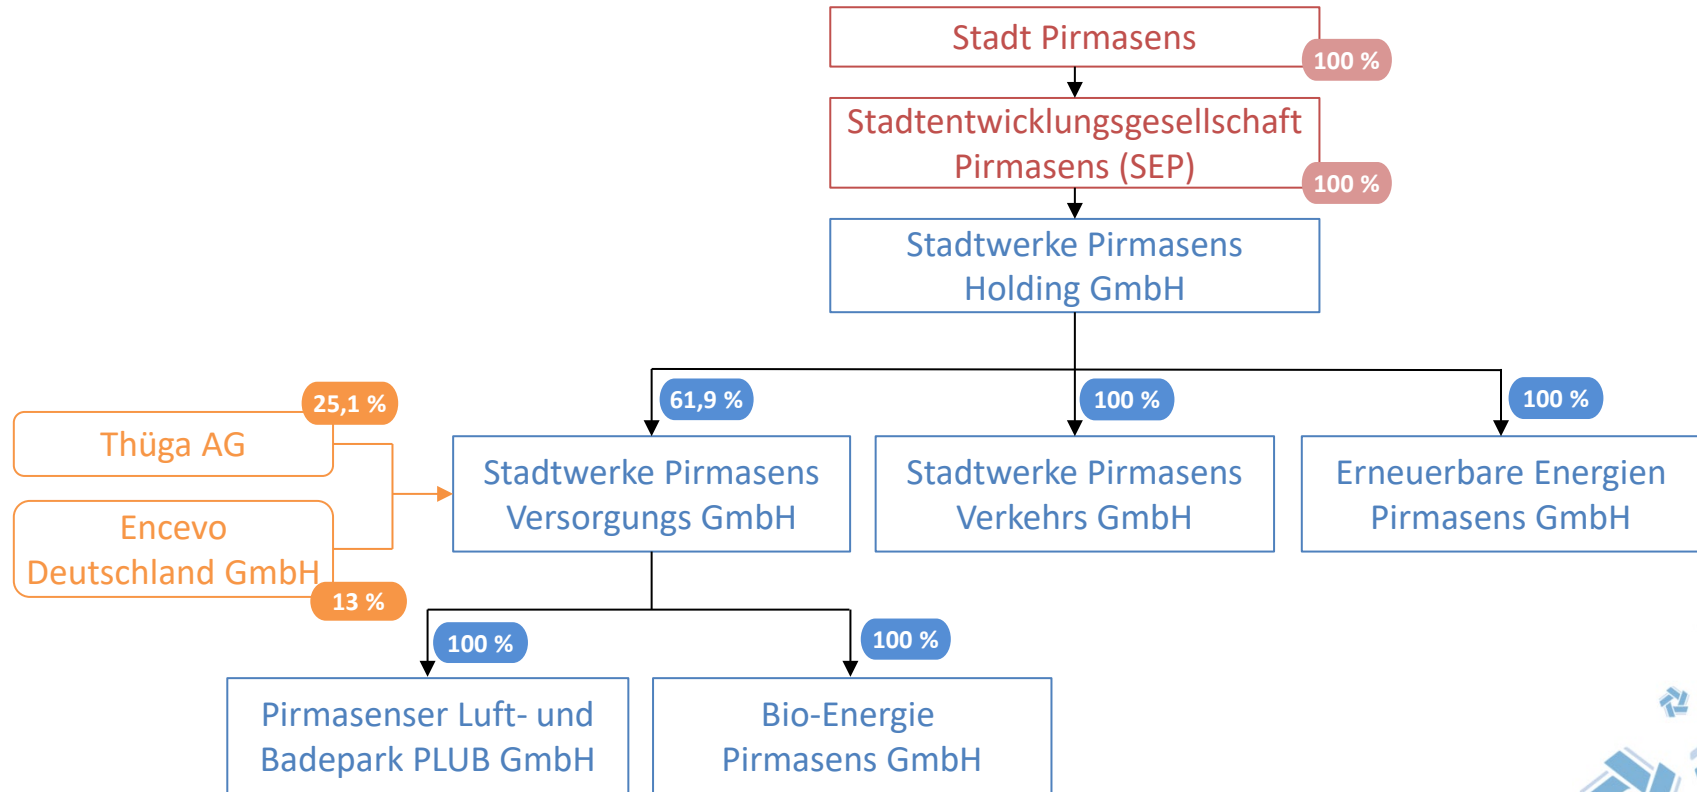 Stadt Pirmasens
100 %
Stadtentwicklungsgesellschaft
Pirmasens (SEP)
100 %
Stadtwerke Pirmasens
Holding GmbH
25,1 %
61,9 %
100 %
100 %
Thüga AG
Encevo
Deutschland GmbH
13 %
Stadtwerke Pirmasens
Versorgungs GmbH
Stadtwerke Pirmasens
Verkehrs GmbH
Erneuerbare Energien
Pirmasens GmbH
100 %
100 %
Pirmasenser Luft- und
Badepark PLUB GmbH
Bio-Energie
Pirmasens GmbH